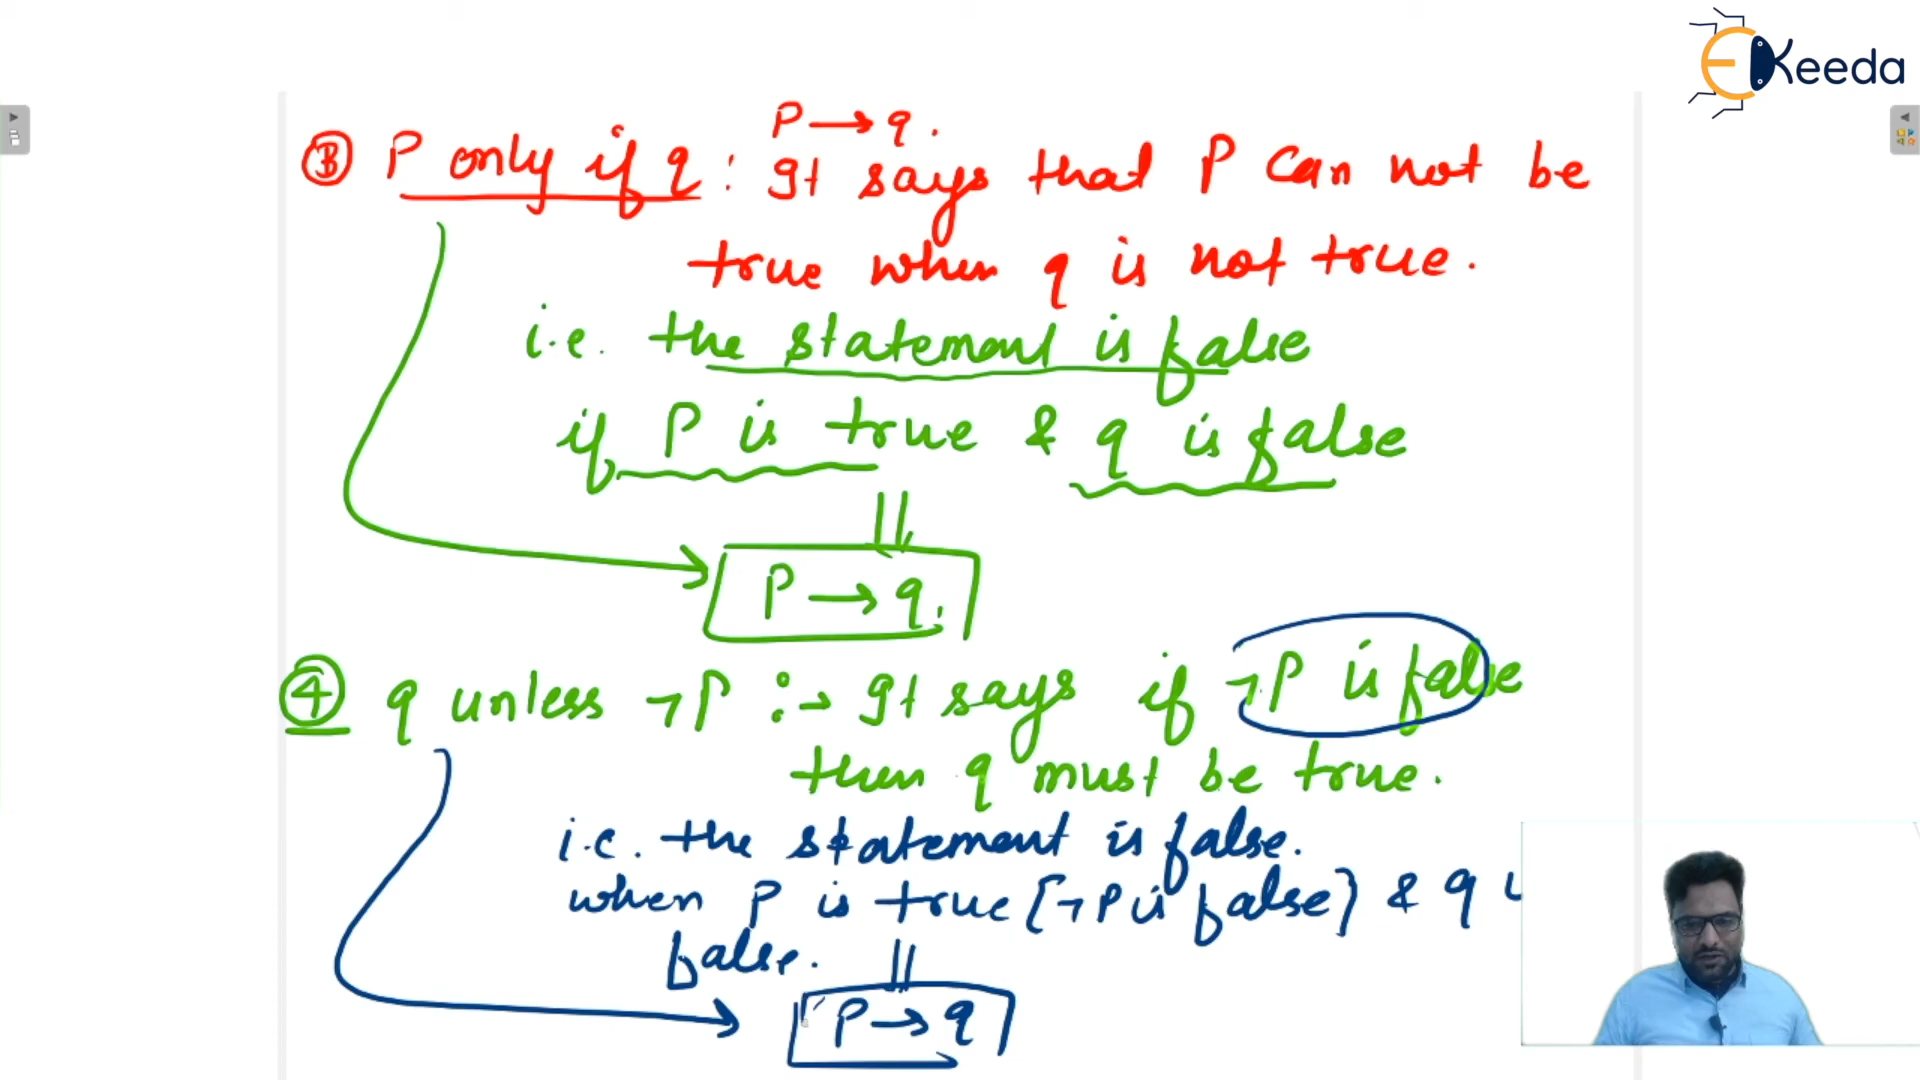 EKeeda
P → q.
③ P only if q : It says that P can not be
true when q is not true.
i.e. the statement is false
if P is true & q is false
||
P → q.
④ q unless ¬P :→ It says if ¬P is false
then q must be true.
i.e. the statement is false.
when P is true [¬P is false] & q
false.
||
P → q